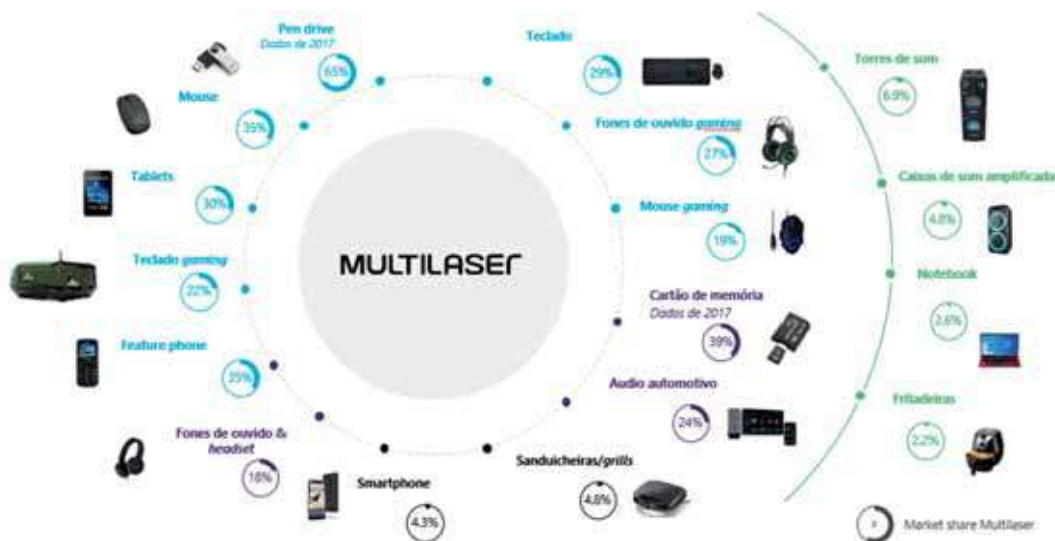 Pen drive
Dados de 2017
65%
Mouse
35%
Tablets
30%
Teclado gaming
22%
Feature phone
35%
Fones de ouvido &
headset
18%
Smartphone
4.3%
MULTILASER
Teclado
29%
Fones de ouvido gaming
27%
Mouse gaming
19%
Cartão de memória
Dados de 2017
39%
Audio automotivo
24%
Sanduicheiras/grills
4.8%
Torres de som
6.9%
Caixas de som amplificada
4.8%
Notebook
2.6%
Fritadeiras
2.2%
Market share Multilaser